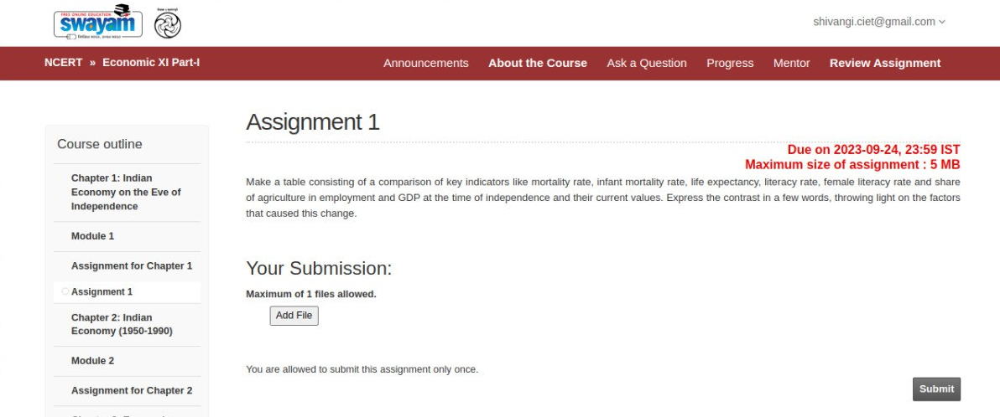 FREE ONLINE EDUCATION
swayam
shivangi.ciet@gmail.com
NCERT » Economic XI Part-I
Announcements About the Course Ask a Question Progress Mentor Review Assignment
Course outline
Chapter 1: Indian
Economy on the Eve of
Independence
Module 1
Assignment for Chapter 1
Assignment 1
Chapter 2: Indian
Economy (1950-1990)
Module 2
Assignment for Chapter 2
Assignment 1
Due on 2023-09-24, 23:59 IST
Maximum size of assignment : 5 MB
Make a table consisting of a comparison of key indicators like mortality rate, infant mortality rate, life expectancy, literacy rate, female literacy rate and share
of agriculture in employment and GDP at the time of independence and their current values. Express the contrast in a few words, throwing light on the factors
that caused this change.
Your Submission:
Maximum of 1 files allowed.
Add File
You are allowed to submit this assignment only once.
Submit